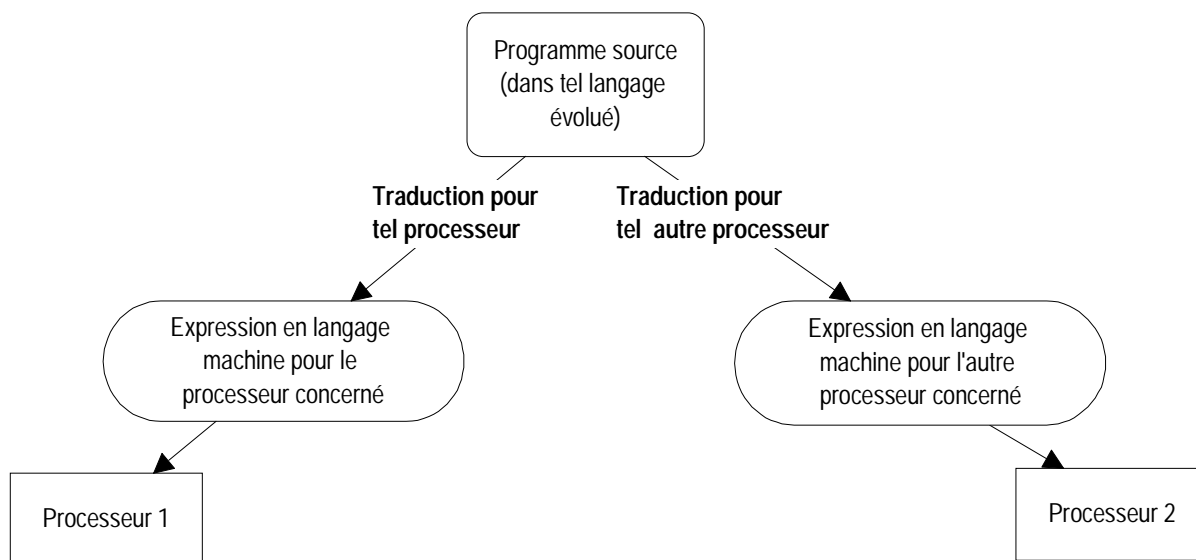 Programme source
(dans tel langage
évolué)
Traduction pour
tel processeur
Traduction pour
tel autre processeur
Expression en langage
machine pour le
processeur concerné
Expression en langage
machine pour l'autre
processeur concerné
Processeur 1
Processeur 2